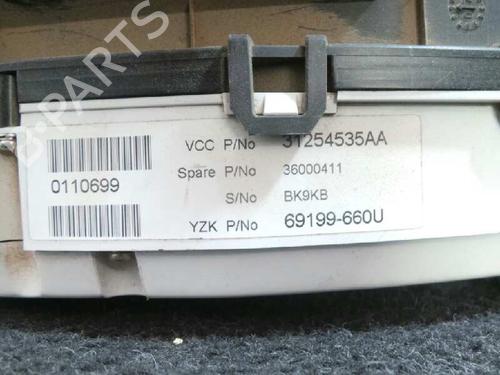 VCC P/No 31254535AA
Spare P/No 36000411
S/No BK9KB
YZK P/No 69199-660U
0110699
B-PARTS